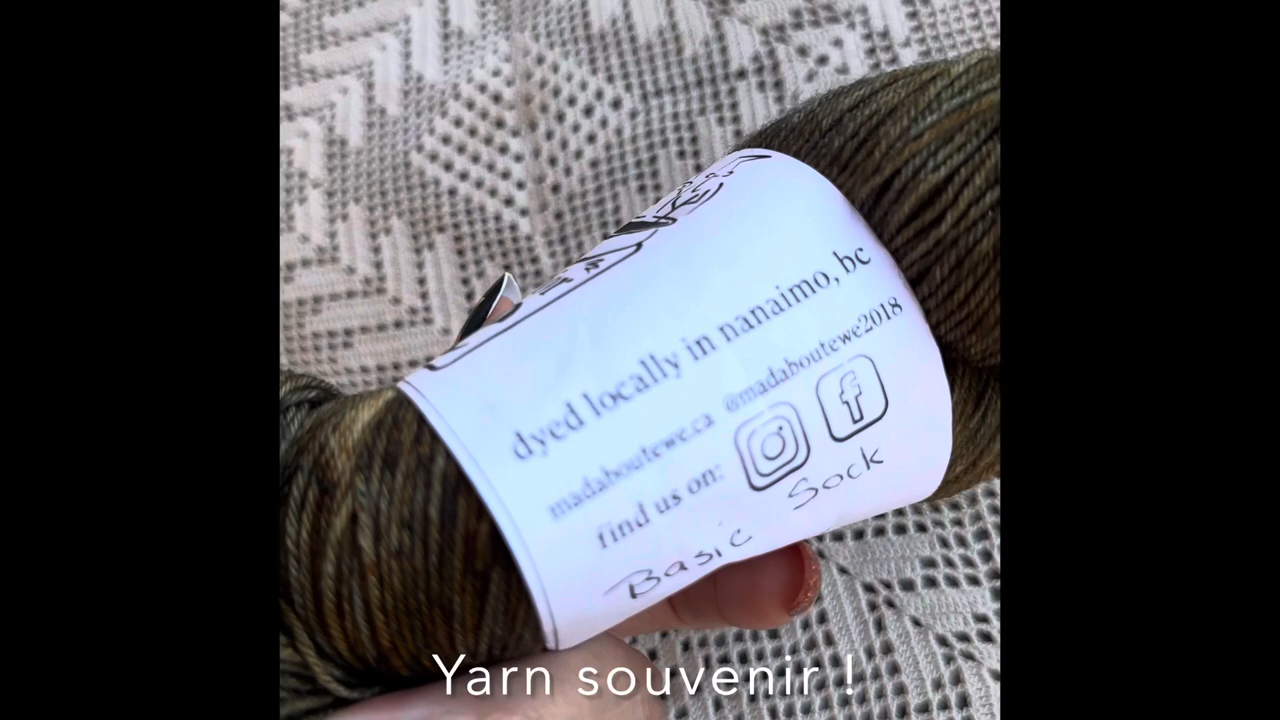 dyed locally in nanaimo, bc
madaboutewe.ca @madaboutewe2018
find us on:
Basic Sock
Yarn souvenir !